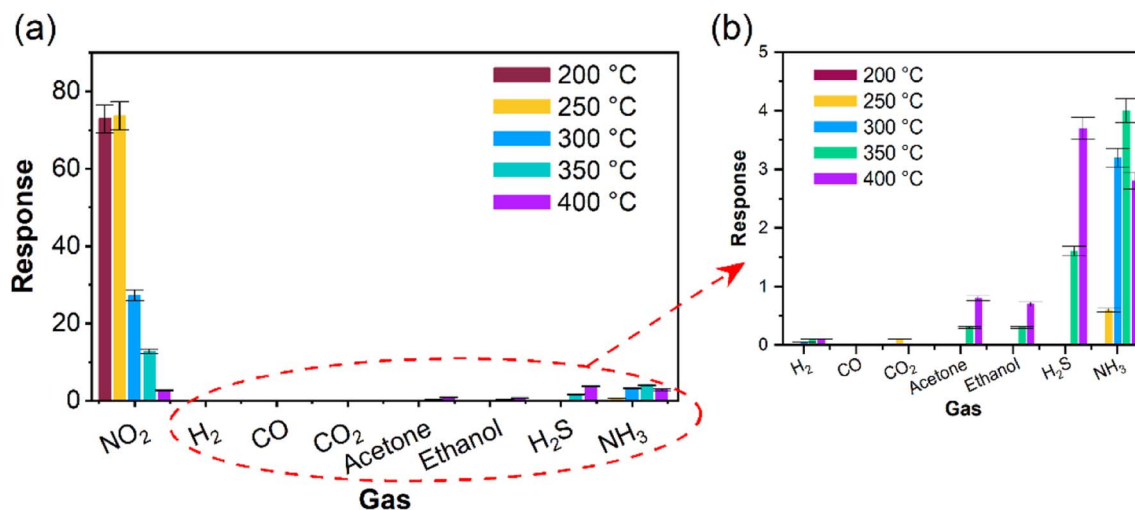 (a)
Response
80
60
40
20
0
200 °C
250 °C
300 °C
350 °C
400 °C
NO₂
H₂
CO
CO₂
Acetone
Ethanol
H₂S
NH₃
Gas
(b)
Response
5
4
3
2
1
0
200 °C
250 °C
300 °C
350 °C
400 °C
H₂
CO
CO₂
Acetone
Ethanol
H₂S
NH₃
Gas